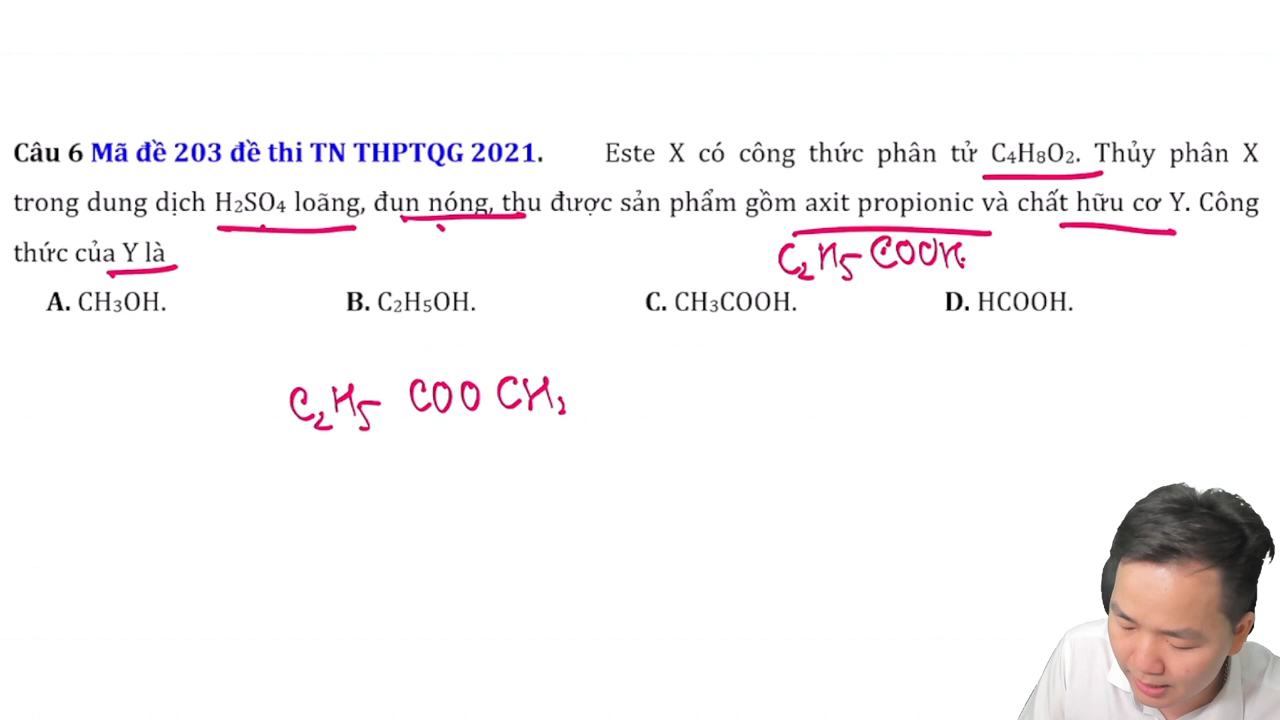 Câu 6 Mã đề 203 đề thi TN THPTQG 2021. Este X có công thức phân tử C₄H₈O₂. Thủy phân X
trong dung dịch H₂SO₄ loãng, đun nóng, thu được sản phẩm gồm axit propionic và chất hữu cơ Y. Công
thức của Y là
C₂H₅COOH
A. CH₃OH. B. C₂H₅OH. C. CH₃COOH. D. HCOOH.
C₂H₅ COO CH₃